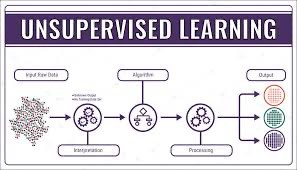 UNSUPERVISED LEARNING
Input Raw Data
Algorithm
Output
Interpretation
Processing